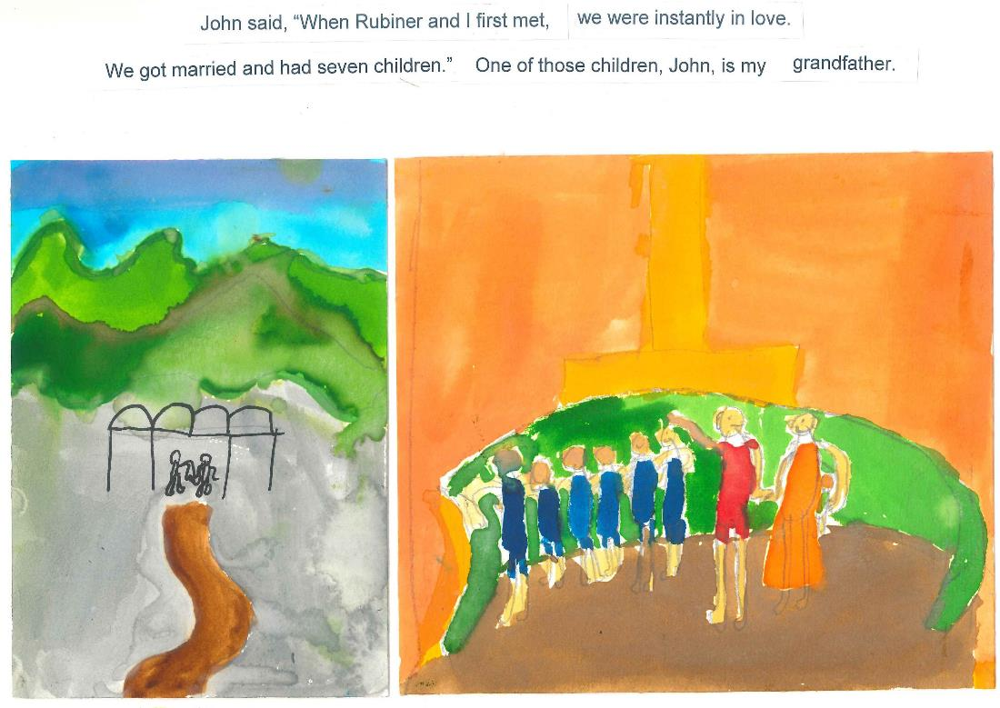 John said, “When Rubiner and I first met, we were instantly in love.
We got married and had seven children.” One of those children, John, is my grandfather.